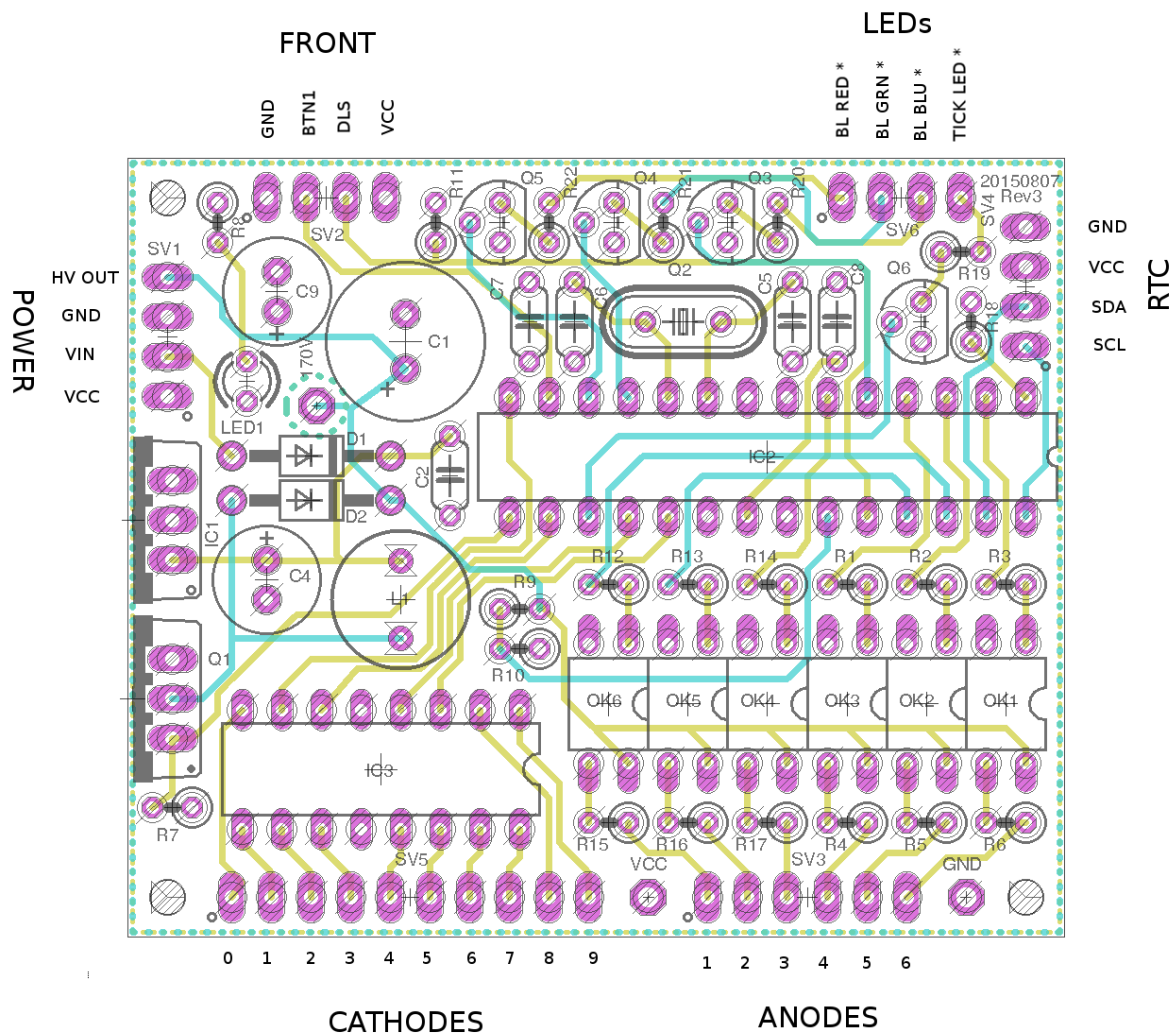 LEDs
FRONT
GND
BTN1
DLS
VCC
BL RED *
BL GRN *
BL BLU *
TICK LED *
R8
R11
Q5
R22
Q4
R21
Q3
R20
SV4
20150807
Rev3
SV1
SV2
SV6
GND
HV OUT
GND
VIN
VCC
POWER
VCC
SDA
SCL
RTC
C9
C1
170V
C7
C6
Q2
C5
C8
Q6
R19
R18
LED1
D1
D2
C2
IC2
IC1
C4
L1
R9
R10
R12
R13
R14
R1
R2
R3
Q1
OK6
OK5
OK4
OK3
OK2
OK1
IC3
R7
SV5
R15
R16
R17
R4
R5
R6
VCC
SV3
GND
0 1 2 3 4 5 6 7 8 9
1 2 3 4 5 6
CATHODES
ANODES